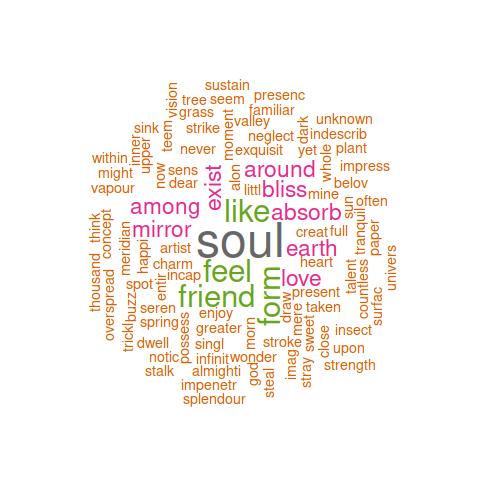 sustain
vision
tree seem presenc
grass familiar
teem strike moment valley unknown
sink neglect dark indescrib
inner never exquisit yet plant
within upper whole impress
might now sens alon around belov
vapour dear exist littl bliss mine often
among like absorb sun tranquil
think concept mirror soul creat full paper
meridian artist earth univers
thousand happi charm feel heart talent countless
overspread spot entir incap form love surfac
buzz seren friend present
trickl spring possess enjoy draw mere taken
dwell greater morn sweet insect
notic singl stroke close upon
stalk infinit wonder imag stray strength
almighti god
impenetr steal
splendour